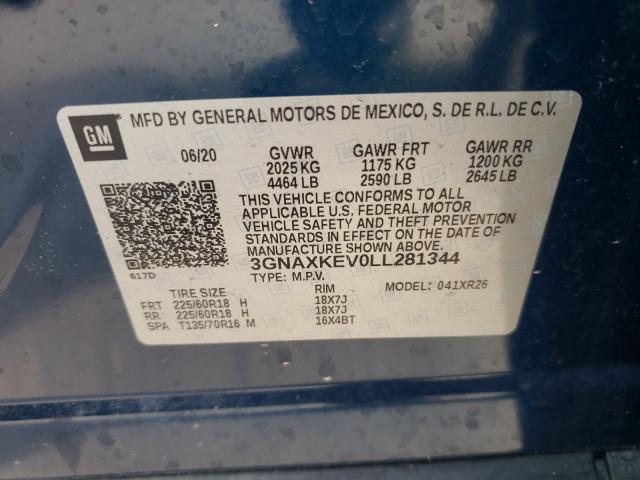 GM
MFD BY GENERAL MOTORS DE MEXICO, S. DE R.L. DE C.V.
06/20 GVWR GAWR FRT GAWR RR
2025 KG 1175 KG 1200 KG
4464 LB 2590 LB 2645 LB
THIS VEHICLE CONFORMS TO ALL
APPLICABLE U.S. FEDERAL MOTOR
VEHICLE SAFETY AND THEFT PREVENTION
STANDARDS IN EFFECT ON THE DATE OF
MANUFACTURE SHOWN ABOVE.
617D 3GNAXKEV0LL281344
TYPE: M.P.V. MODEL: 041XR26
TIRE SIZE RIM
FRT 225/60R18 H 18X7J
RR 225/60R18 H 18X7J
SPA T135/70R16 M 16X4BT